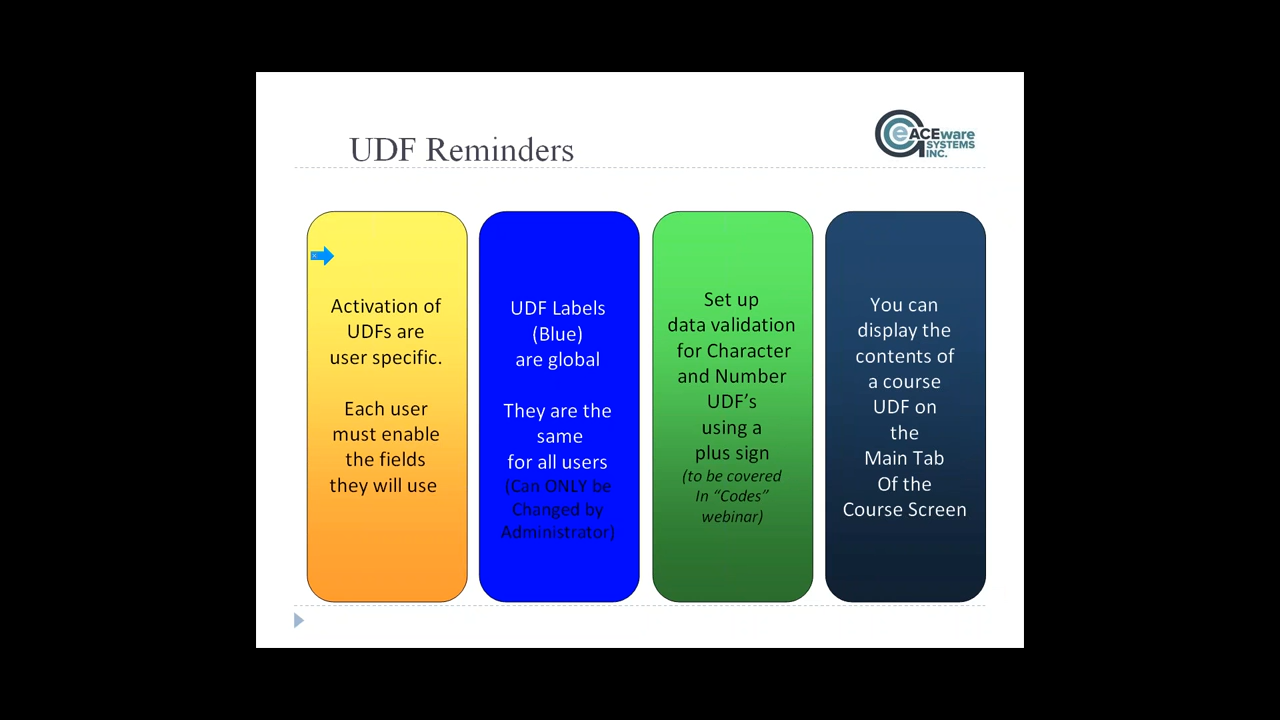 UDF Reminders
eACEware
SYSTEMS
INC.
Activation of
UDFs are
user specific.
Each user
must enable
the fields
they will use
UDF Labels
(Blue)
are global
They are the
same
for all users
(Can ONLY be
Changed by
Administrator)
Set up
data validation
for Character
and Number
UDF’s
using a
plus sign
(to be covered
In “Codes”
webinar)
You can
display the
contents of
a course
UDF on
the
Main Tab
Of the
Course Screen